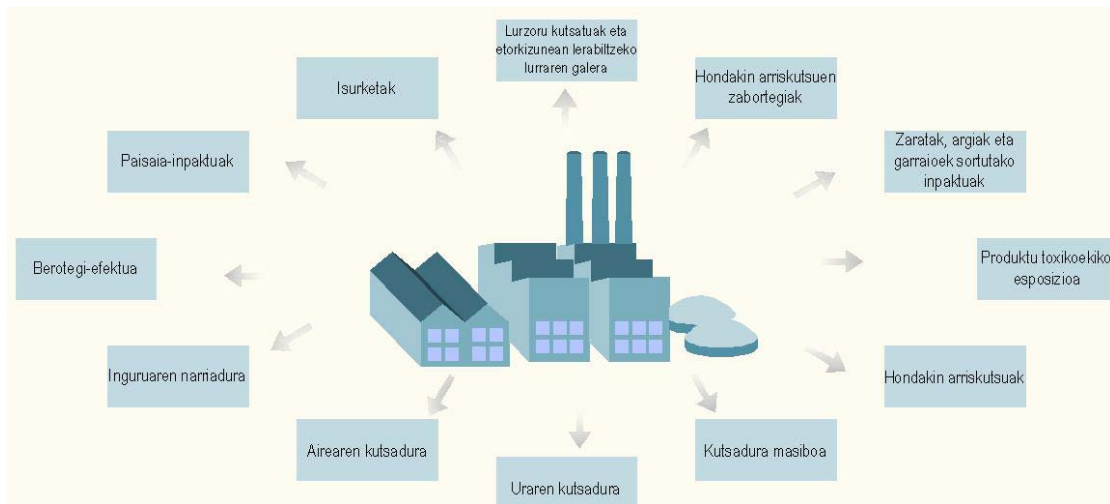 Lurzoru kutsatuak eta
etorkizunean lerabiltzeko
lurraren galera
Isurketak
Hondakin arriskutsuen
zabortegiak
Paisaia-inpaktuak
Zaratak, argiak eta
garraioek sortutako
inpaktuak
Berotegi-efektua
Produktu toxikoekiko
esposizioa
Inguruaren narriadura
Hondakin arriskutsuak
Airearen kutsadura
Kutsadura masiboa
Uraren kutsadura